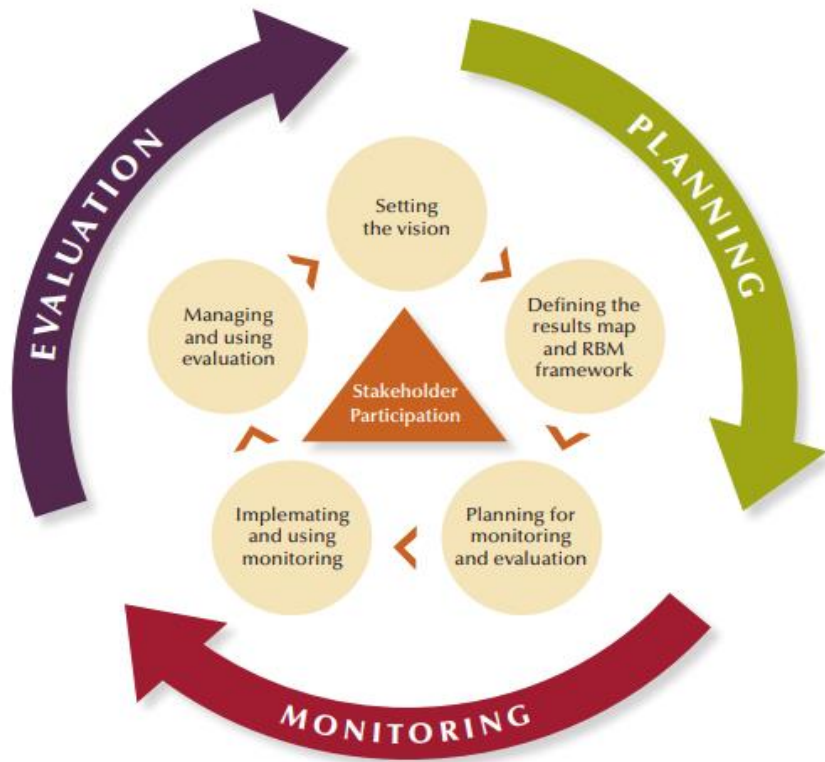 EVALUATION
PLANNING
Setting
the vision
Managing
and using
evaluation
Defining the
results map
and RBM
framework
Stakeholder
Participation
Implemating
and using
monitoring
Planning for
monitoring
and evaluation
MONITORING